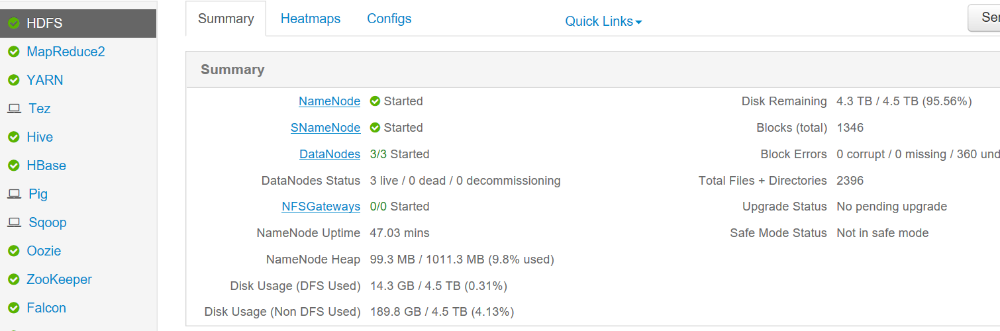 HDFS
MapReduce2
YARN
Tez
Hive
HBase
Pig
Sqoop
Oozie
ZooKeeper
Falcon
Summary Heatmaps Configs Quick Links
Summary
NameNode Started
SNameNode Started
DataNodes 3/3 Started
DataNodes Status 3 live / 0 dead / 0 decommissioning
NFSGateways 0/0 Started
NameNode Uptime 47.03 mins
NameNode Heap 99.3 MB / 1011.3 MB (9.8% used)
Disk Usage (DFS Used) 14.3 GB / 4.5 TB (0.31%)
Disk Usage (Non DFS Used) 189.8 GB / 4.5 TB (4.13%)
Disk Remaining 4.3 TB / 4.5 TB (95.56%)
Blocks (total) 1346
Block Errors 0 corrupt / 0 missing / 360
Total Files + Directories 2396
Upgrade Status No pending upgrade
Safe Mode Status Not in safe mode